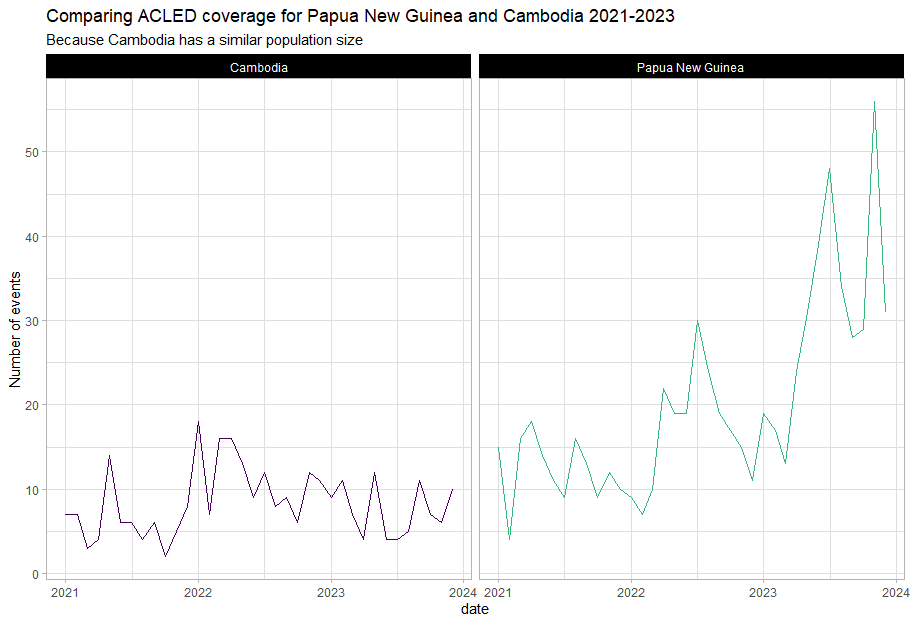 Comparing ACLED coverage for Papua New Guinea and Cambodia 2021-2023
Because Cambodia has a similar population size
Cambodia
Papua New Guinea
Number of events
50
40
30
20
10
0
2021 2022 2023 2024
2021 2022 2023 2024
date